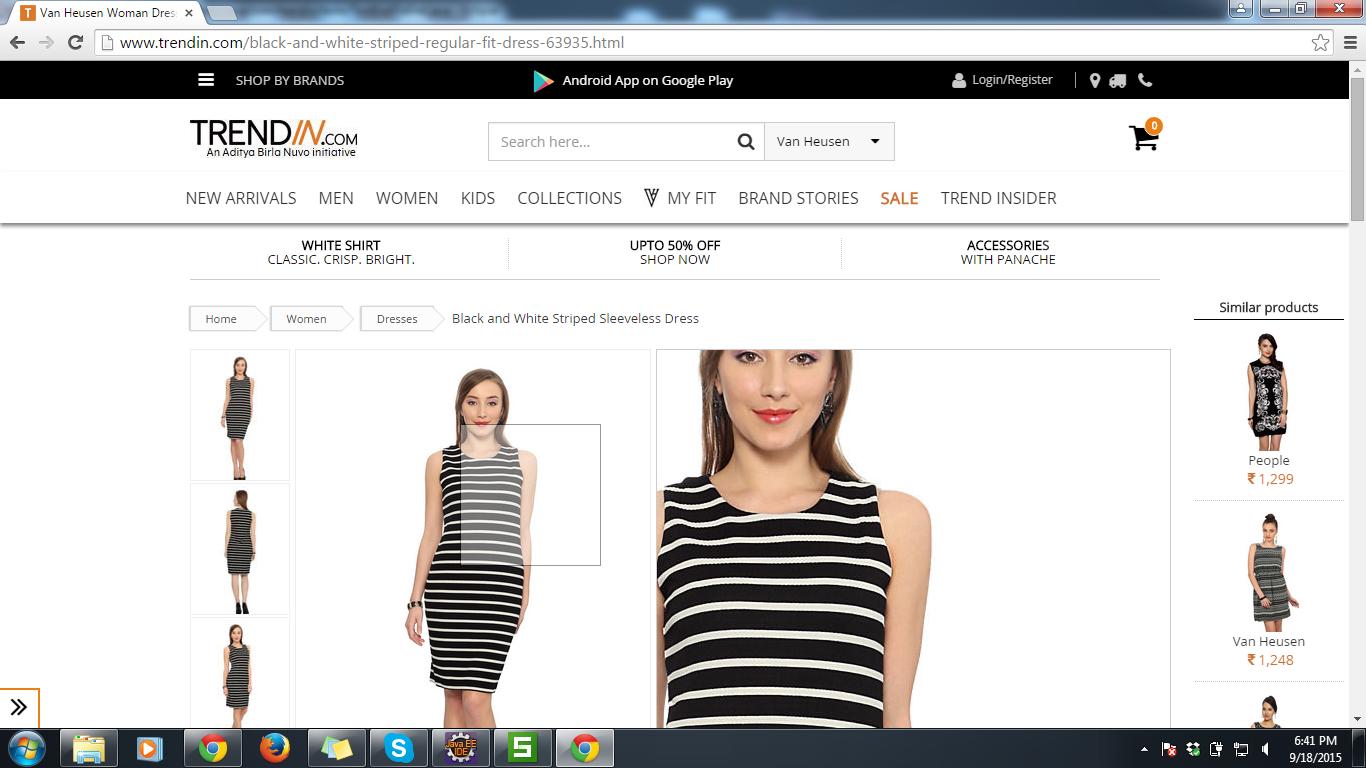 Van Heusen Woman Dres
www.trendin.com/black-and-white-striped-regular-fit-dress-63935.html
SHOP BY BRANDS
Android App on Google Play
Login/Register
TRENDIN.COM
An Aditya Birla Nuvo initiative
Search here...
Van Heusen
0
NEW ARRIVALS MEN WOMEN KIDS COLLECTIONS MY FIT BRAND STORIES SALE TREND INSIDER
WHITE SHIRT
CLASSIC. CRISP. BRIGHT.
UPTO 50% OFF
SHOP NOW
ACCESSORIES
WITH PANACHE
Home Women Dresses Black and White Striped Sleeveless Dress
Similar products
People
₹ 1,299
Van Heusen
₹ 1,248
Java EE
IDE
6:41 PM
9/18/2015